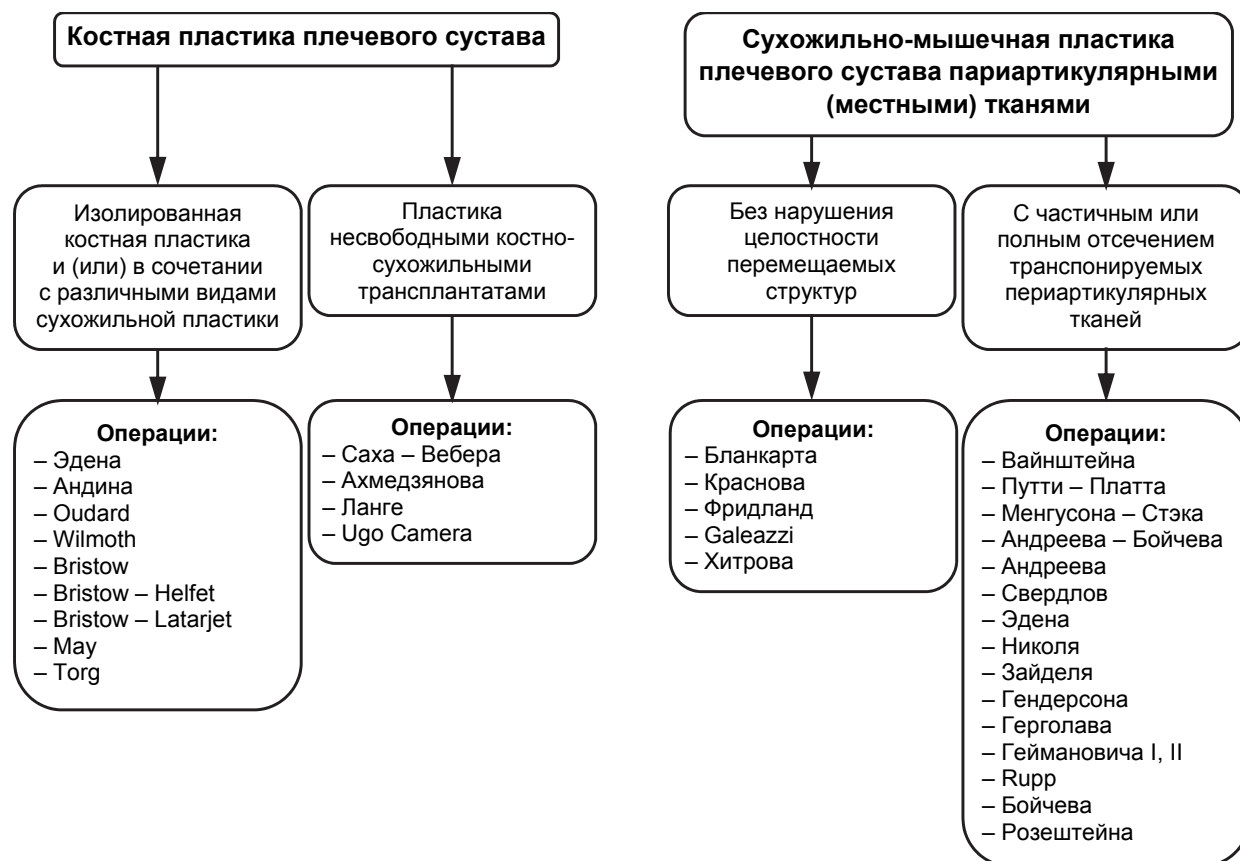 Костная пластика плечевого сустава
Изолированная
костная пластика
и (или) в сочетании
с различными видами
сухожильной пластики
Пластика
несвободными костно-
сухожильными
трансплантатами
Операции:
– Эдена
– Андина
– Oudard
– Wilmoth
– Bristow
– Bristow – Helfet
– Bristow – Latarjet
– May
– Torg
Операции:
– Саха – Вебера
– Ахмедзянова
– Ланге
– Ugo Camera
Сухожильно-мышечная пластика
плечевого сустава париартикулярными
(местными) тканями
Без нарушения
целостности
перемещаемых
структур
С частичным или
полным отсечением
транспонируемых
периартикулярных
тканей
Операции:
– Бланкарта
– Краснова
– Фридланд
– Galeazzi
– Хитрова
Операции:
– Вайнштейна
– Путти – Платта
– Менгусона – Стэка
– Андреева – Бойчева
– Андреева
– Свердлов
– Эдена
– Николя
– Зайделя
– Гендерсона
– Герголава
– Геймановича I, II
– Rupp
– Бойчева
– Розештейна